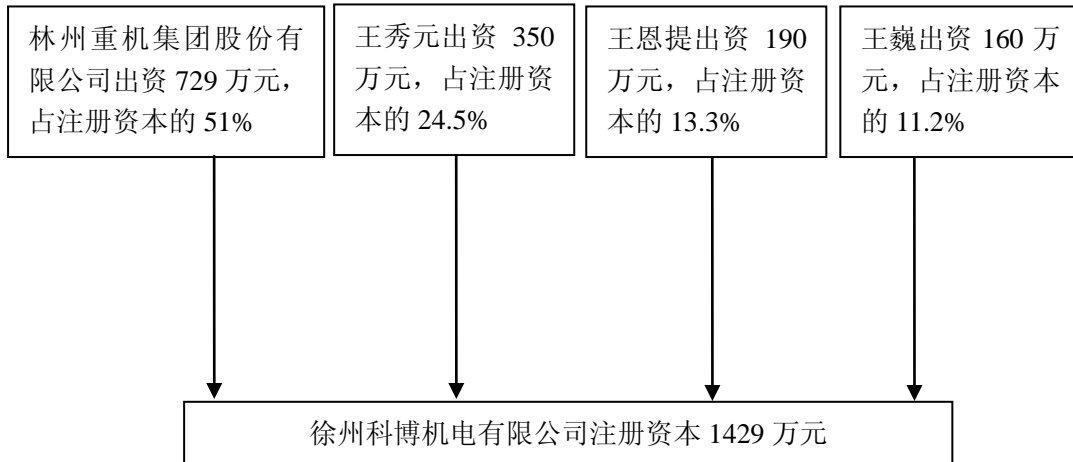 林州重机集团股份有
限公司出资 729 万元，
占注册资本的 51%
王秀元出资 350
万元，占注册资
本的 24.5%
王恩提出资 190
万元，占注册资
本的 13.3%
王巍出资 160 万
元，占注册资本
的 11.2%
徐州科博机电有限公司注册资本 1429 万元